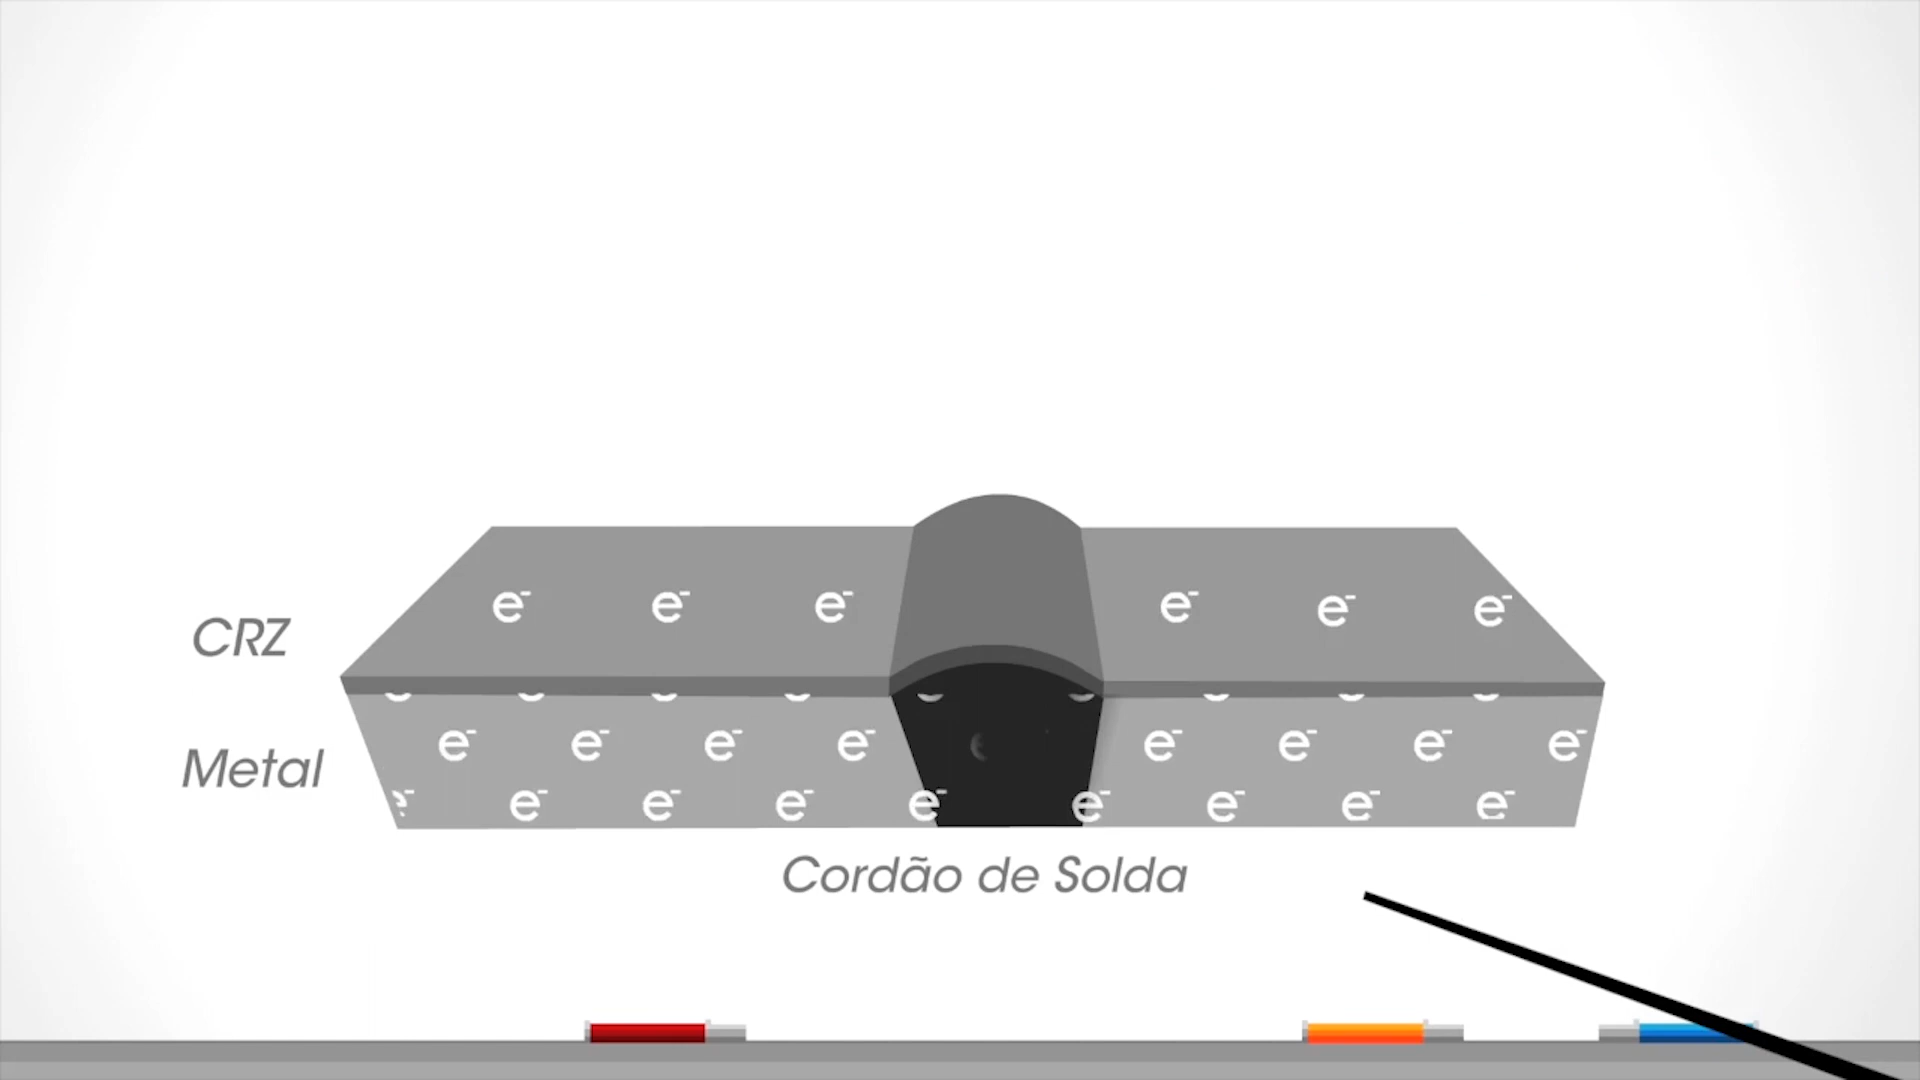 e⁻ e⁻ e⁻ e⁻ e⁻ e⁻
CRZ
e⁻ e⁻ e⁻ e⁻ e⁻ e⁻ e⁻ e⁻
Metal
e⁻ e⁻ e⁻ e⁻ e⁻ e⁻ e⁻ e⁻
Cordão de Solda